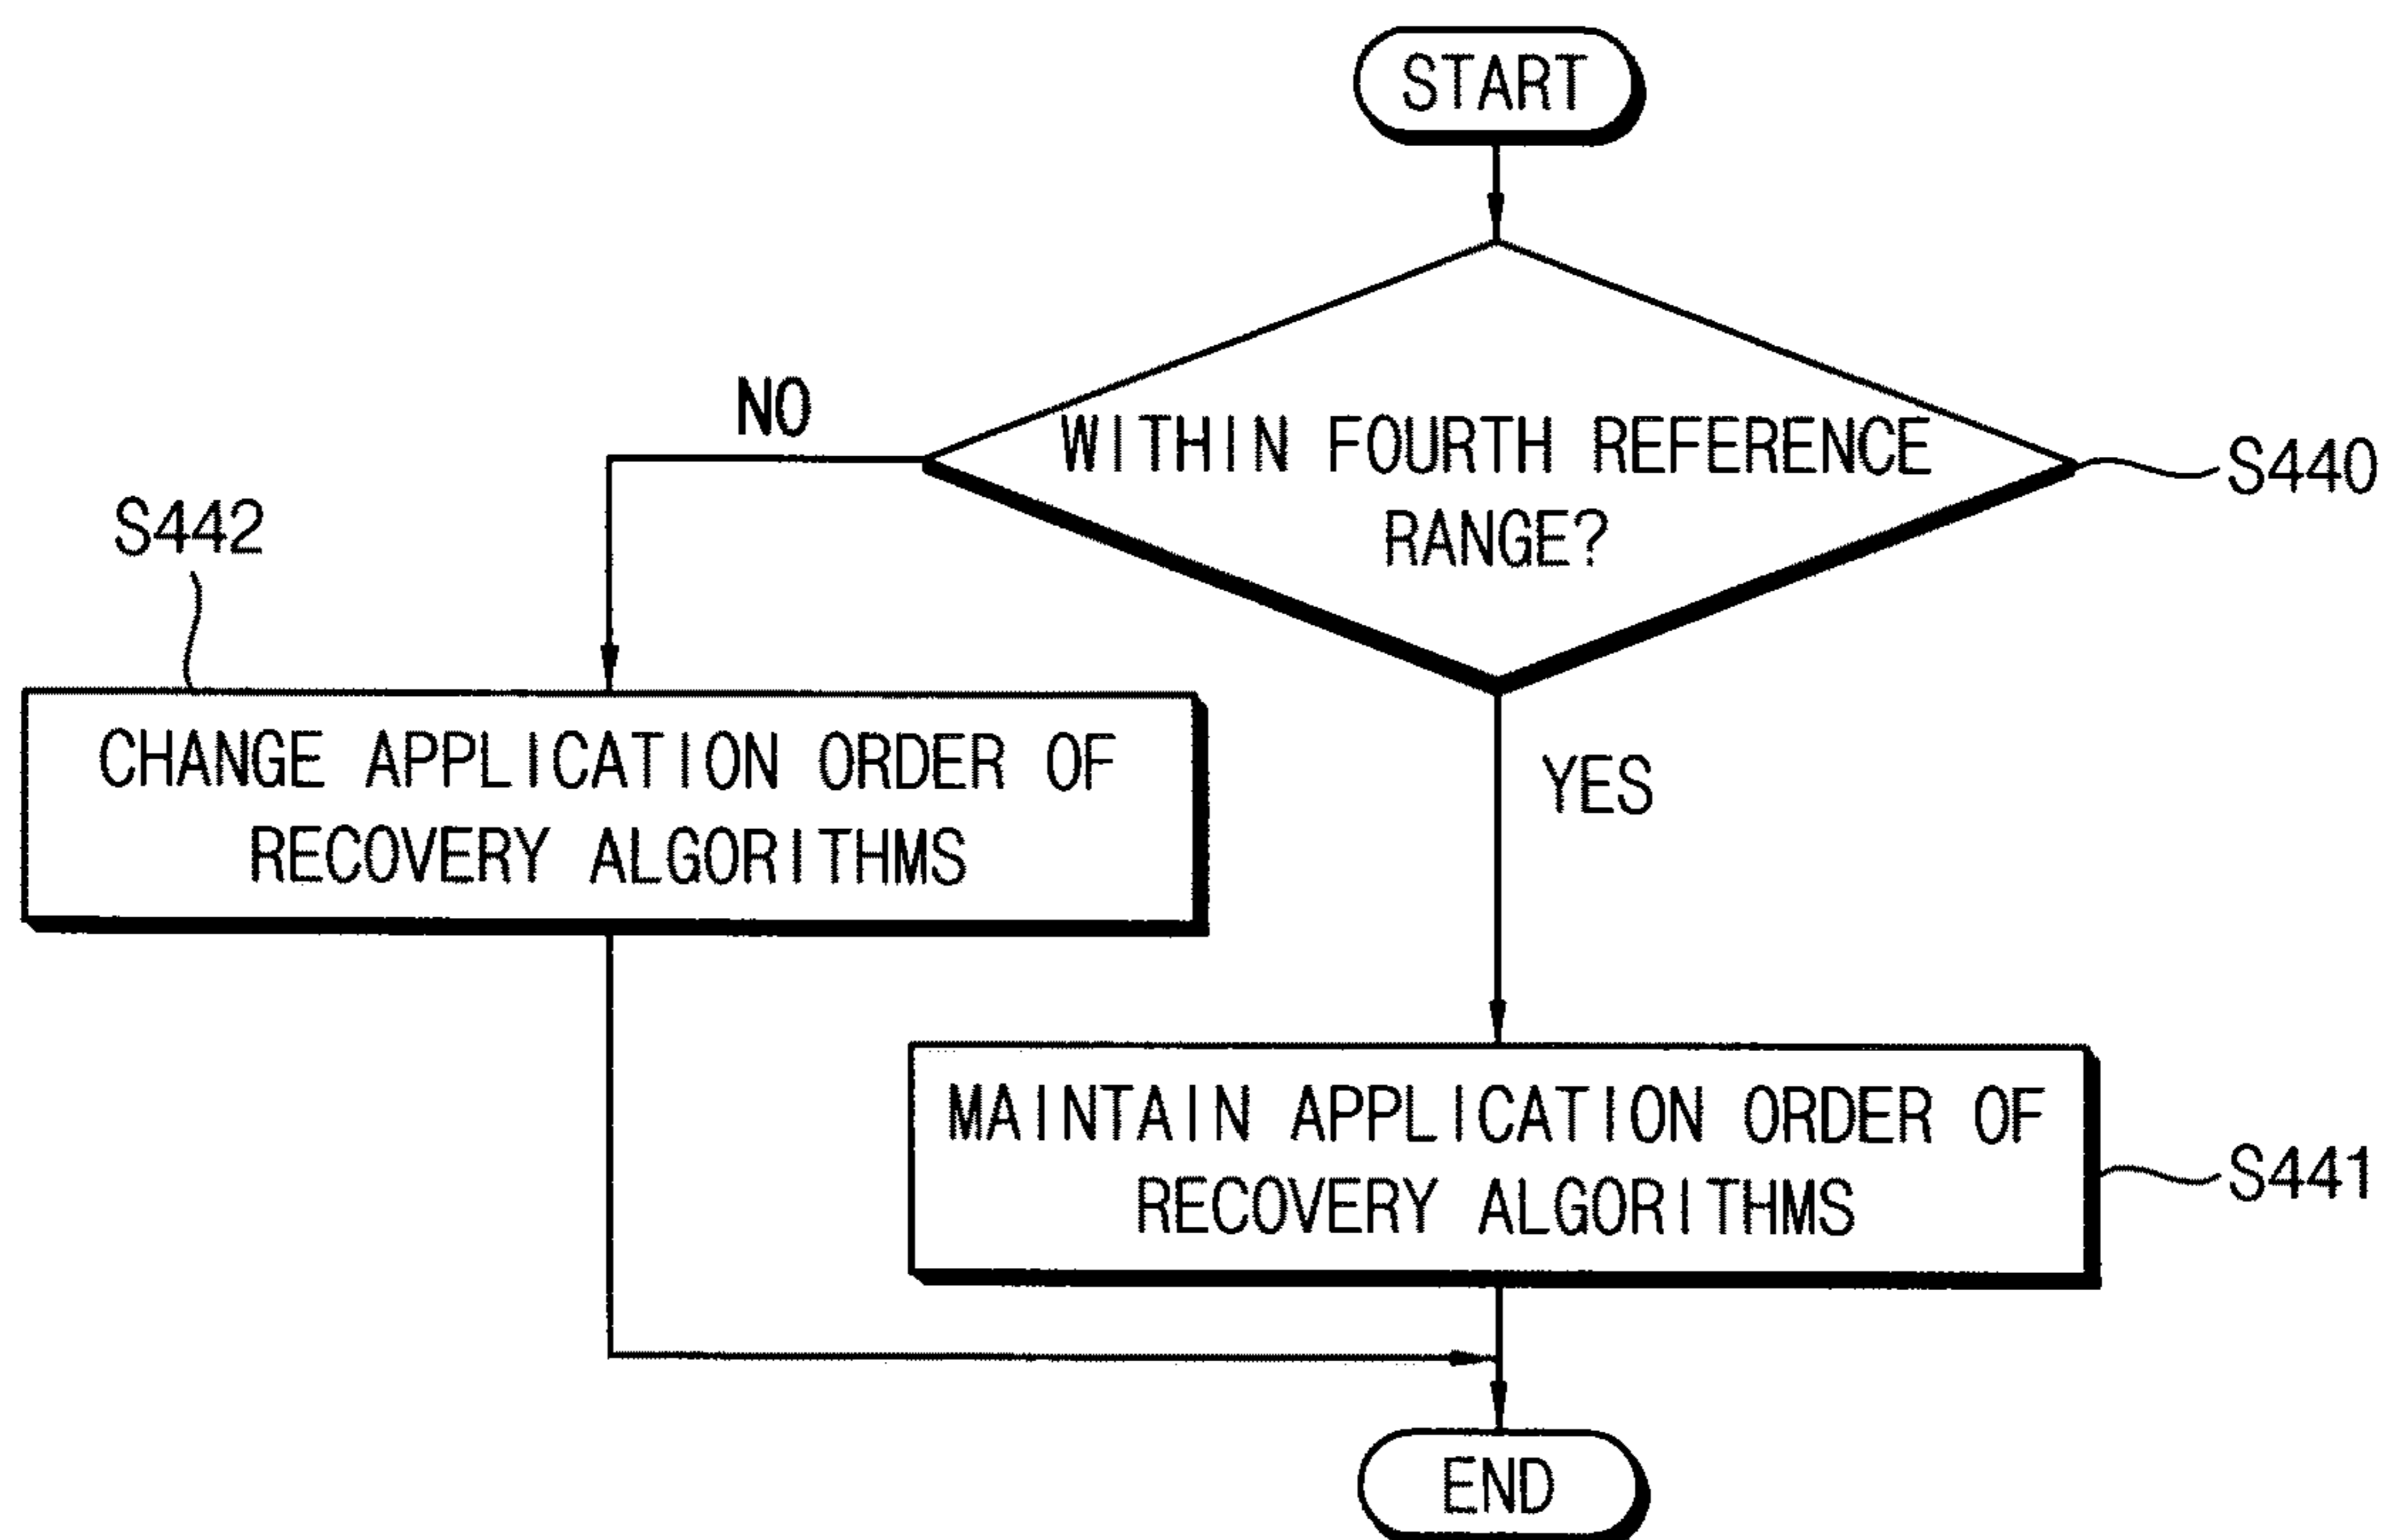 START
NO
WITHIN FOURTH REFERENCE
RANGE?
S440
S442
CHANGE APPLICATION ORDER OF
RECOVERY ALGORITHMS
YES
MAINTAIN APPLICATION ORDER OF
RECOVERY ALGORITHMS
S441
END